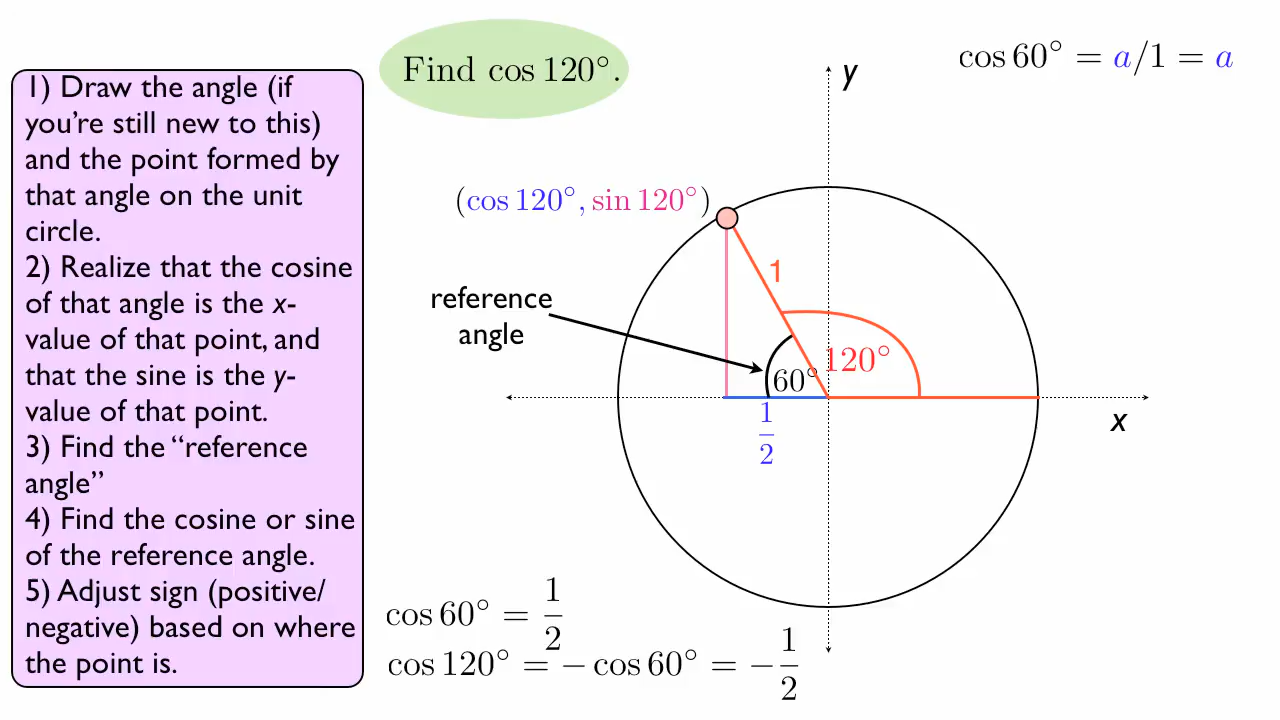 Find cos 120°.
cos 60° = a/1 = a
1) Draw the angle (if
you’re still new to this)
and the point formed by
that angle on the unit
circle.
2) Realize that the cosine
of that angle is the x-
value of that point, and
that the sine is the y-
value of that point.
3) Find the “reference
angle”
4) Find the cosine or sine
of the reference angle.
5) Adjust sign (positive/
negative) based on where
the point is.
y
(cos 120°, sin 120°)
1
reference
angle
120°
60°
x
1/2
cos 60° = 1/2
cos 120° = − cos 60° = − 1/2